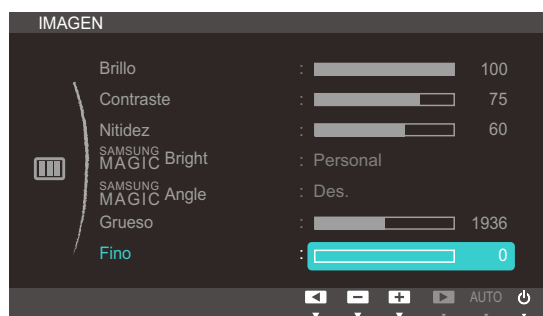 IMAGEN
Brillo : 100
Contraste : 75
Nitidez : 60
SAMSUNG MAGIC Bright : Personal
SAMSUNG MAGIC Angle : Des.
Grueso : 1936
Fino : 0
AUTO